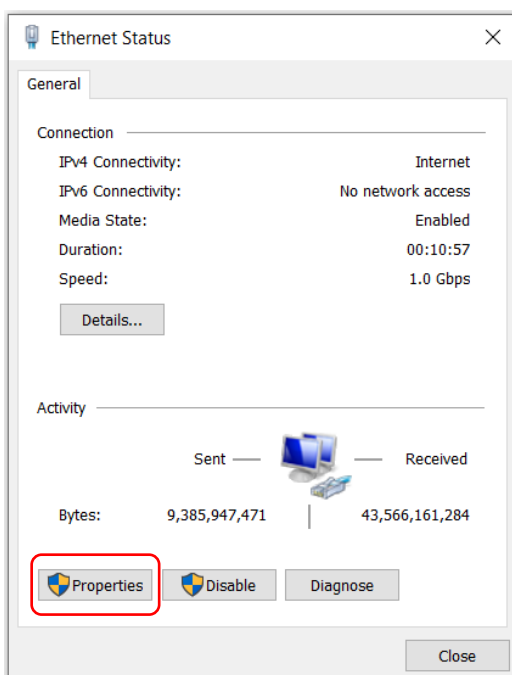 Ethernet Status
General
Connection
IPv4 Connectivity: Internet
IPv6 Connectivity: No network access
Media State: Enabled
Duration: 00:10:57
Speed: 1.0 Gbps
Details...
Activity
Sent Received
Bytes: 9,385,947,471 43,566,161,284
Properties Disable Diagnose
Close